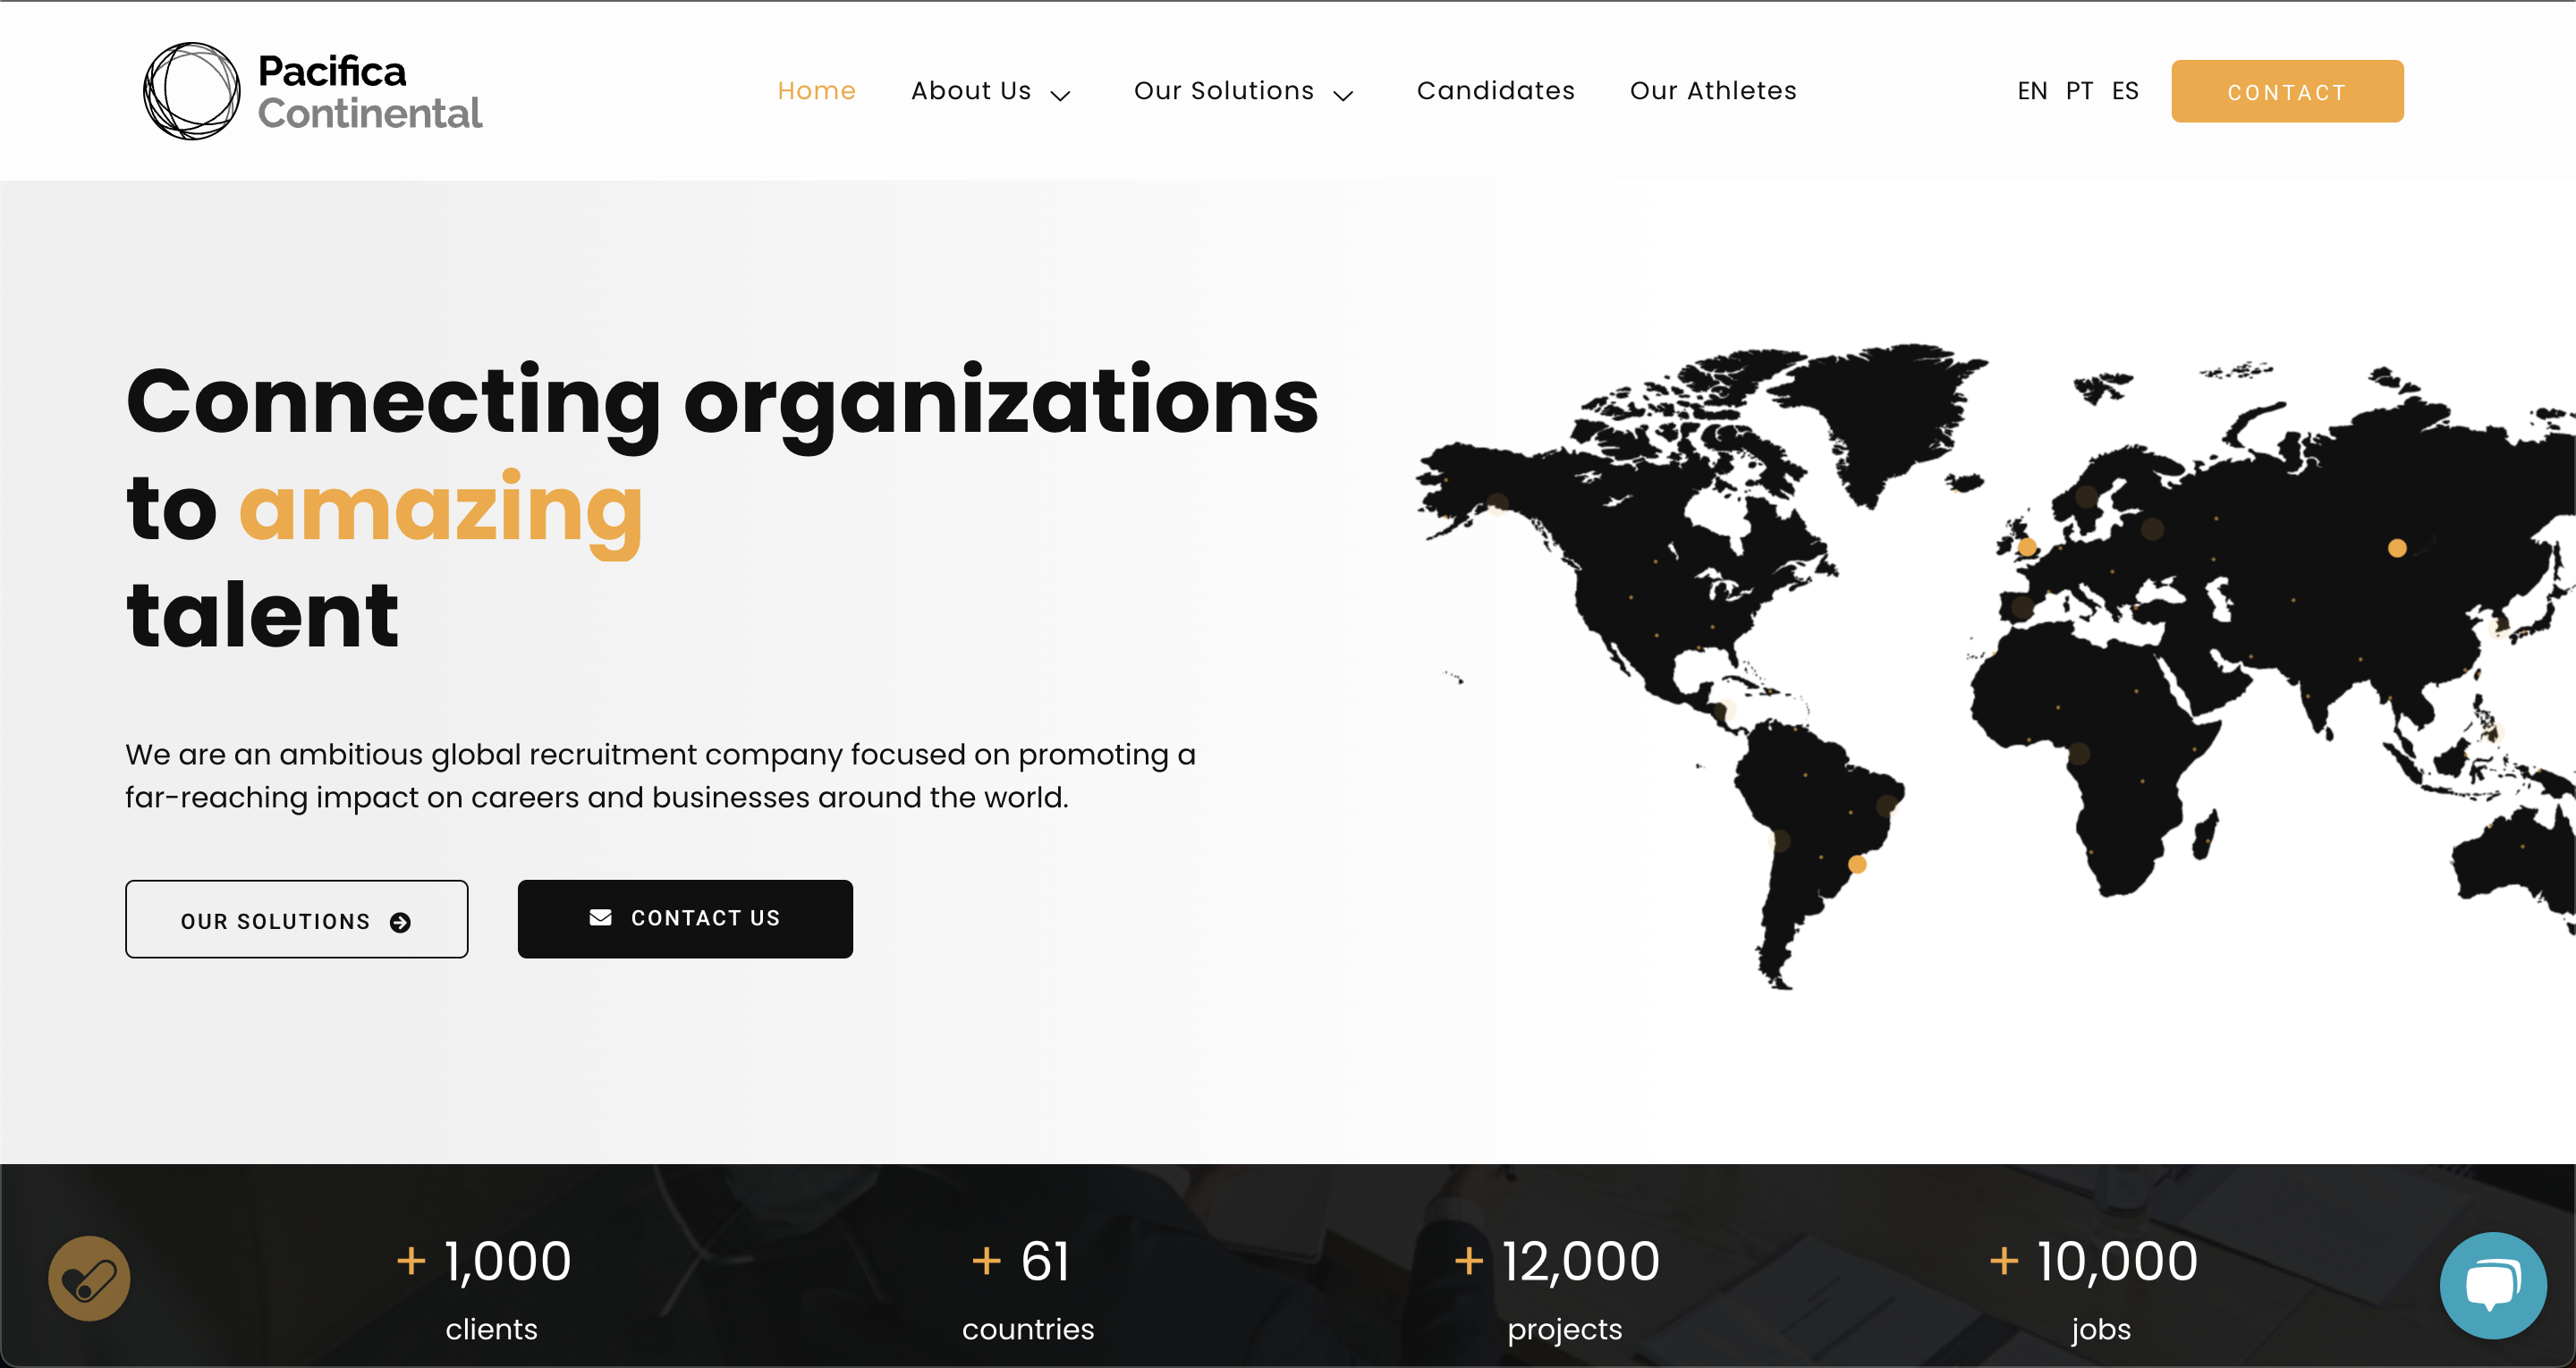 Pacifica
Continental
Home
About Us
Our Solutions
Candidates
Our Athletes
EN PT ES
CONTACT
Connecting organizations
to amazing
talent
We are an ambitious global recruitment company focused on promoting a
far-reaching impact on careers and businesses around the world.
OUR SOLUTIONS
CONTACT US
+ 1,000
clients
+ 61
countries
+ 12,000
projects
+ 10,000
jobs